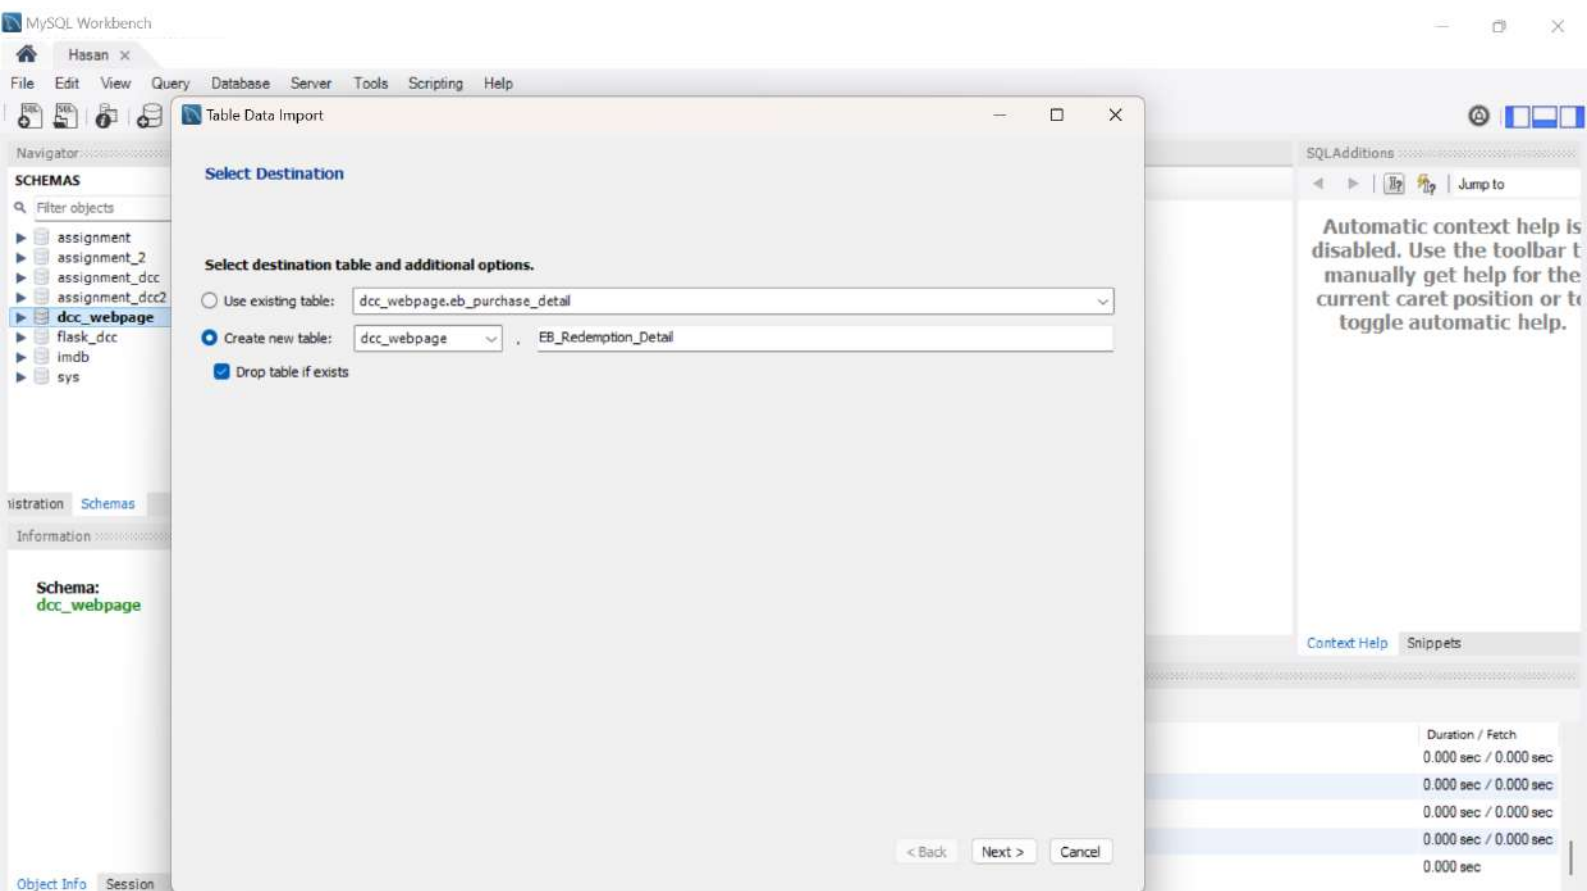 MySQL Workbench
Hasan
File Edit View Query Database Server Tools Scripting Help
Table Data Import
Navigator
SCHEMAS
Filter objects
assignment
assignment_2
assignment_dcc
assignment_dcc2
dcc_webpage
flask_dcc
imdb
sys
nistration Schemas
Information
Schema:
dcc_webpage
Object Info Session
Select Destination
Select destination table and additional options.
Use existing table: dcc_webpage.eb_purchase_detail
Create new table: dcc_webpage . EB_Redemption_Detail
Drop table if exists
< Back Next > Cancel
SQLAdditions
Jump to
Automatic context help is
disabled. Use the toolbar t
manually get help for the
current caret position or to
toggle automatic help.
Context Help Snippets
Duration / Fetch
0.000 sec / 0.000 sec
0.000 sec / 0.000 sec
0.000 sec / 0.000 sec
0.000 sec / 0.000 sec
0.000 sec